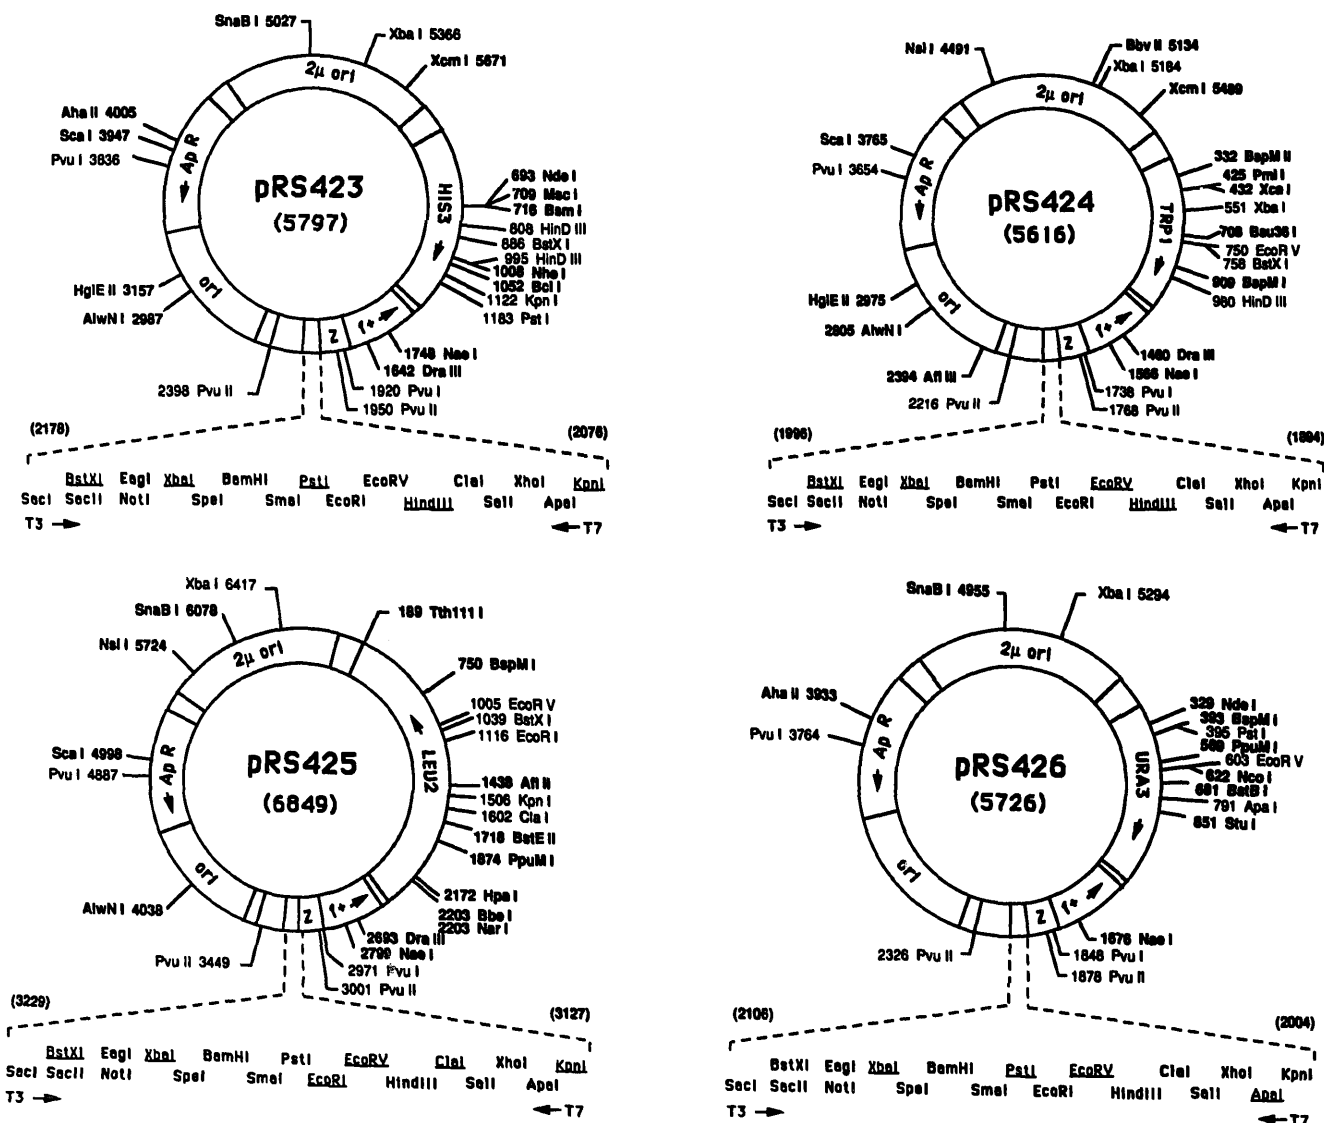 SnaB I 5027
Xba I 5366
Xcm I 5671
2μ ori
Aha II 4005
Sca I 3947
Pvu I 3836
Ap R
pRS423
(5797)
HIS3
693 Nde I
709 Msc I
716 Bsm I
808 HinD III
886 BstX I
995 HinD III
1008 Nhe I
1052 Bcl I
1122 Kpn I
1183 Pst I
HgiE II 3157
AlwN I 2987
ori
Z
f+
1748 Nae I
1642 Dra III
1920 Pvu I
1950 Pvu II
2398 Pvu II
(2178)
(2076)
BstXI EagI XbaI BamHI PstI EcoRV ClaI XhoI KpnI
SacI SacII NotI SpeI SmaI EcoRI HindIII SalI ApaI
T3
T7
Nsi I 4491
Bbv II 5134
Xba I 5184
Xcm I 5489
2μ ori
Sca I 3765
Pvu I 3654
Ap R
pRS424
(5616)
TRP1
332 BspM II
425 Pml I
432 Xca I
551 Xba I
708 Bsu36 I
750 EcoR V
758 BstX I
909 BspM I
980 HinD III
HgiE II 2975
2805 AlwN I
ori
Z
f+
1460 Dra III
1566 Nae I
1738 Pvu I
1768 Pvu II
2394 Afl III
2216 Pvu II
(1996)
(1894)
BstXI EagI XbaI BamHI PstI EcoRV ClaI XhoI KpnI
SacI SacII NotI SpeI SmaI EcoRI HindIII SalI ApaI
T3
T7
Xba I 6417
SnaB I 6078
Nsi I 5724
2μ ori
189 Tth111 I
750 BspM I
1005 EcoR V
1039 BstX I
1116 EcoR I
Sca I 4998
Pvu I 4887
Ap R
pRS425
(6849)
LEU2
1438 Afl II
1506 Kpn I
1602 Cla I
1718 BstE II
1874 PpuM I
2172 Hpa I
2203 Bbe I
2203 Nar I
AlwN I 4038
ori
Z
f+
2693 Dra III
2799 Nae I
2971 Pvu I
3001 Pvu II
Pvu II 3449
(3229)
(3127)
BstXI EagI XbaI BamHI PstI EcoRV ClaI XhoI KpnI
SacI SacII NotI SpeI SmaI EcoRI HindIII SalI ApaI
T3
T7
SnaB I 4955
Xba I 5294
2μ ori
Aha II 3933
Pvu I 3764
Ap R
pRS426
(5726)
URA3
329 Nde I
393 BspM I
395 Pst I
569 PpuM I
603 EcoR V
622 Nco I
681 BstB I
791 Apa I
851 Stu I
ori
Z
f+
1676 Nae I
1848 Pvu I
1878 Pvu II
2326 Pvu II
(2106)
(2004)
BstXI EagI XbaI BamHI PstI EcoRV ClaI XhoI KpnI
SacI SacII NotI SpeI SmaI EcoRI HindIII SalI ApaI
T3
T7